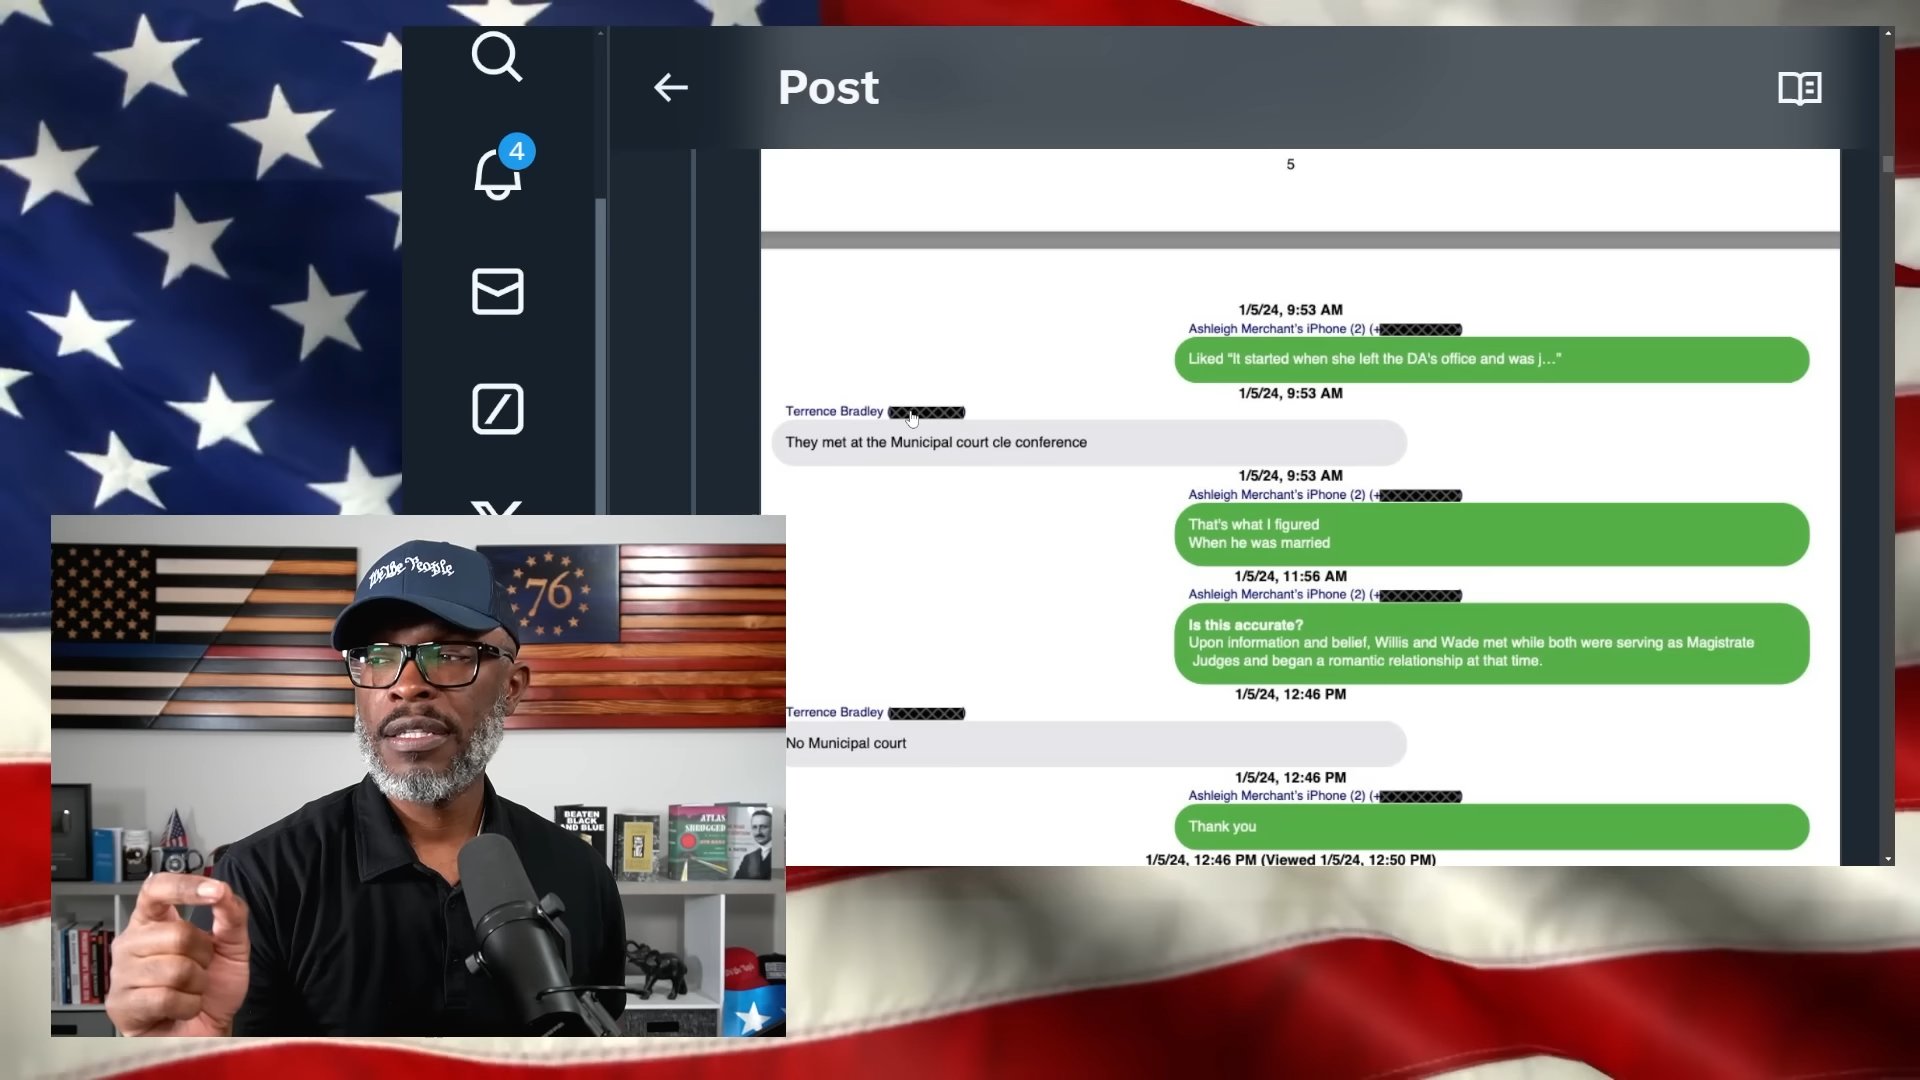 Post
4
5
1/5/24, 9:53 AM
Ashleigh Merchant's iPhone (2) (+
Liked "It started when she left the DA's office and was j..."
1/5/24, 9:53 AM
Terrence Bradley (
They met at the Municipal court cle conference
1/5/24, 9:53 AM
Ashleigh Merchant's iPhone (2) (+
That's what I figured
When he was married
1/5/24, 11:56 AM
Ashleigh Merchant's iPhone (2) (+
Is this accurate?
Upon information and belief, Willis and Wade met while both were serving as Magistrate
Judges and began a romantic relationship at that time.
1/5/24, 12:46 PM
Terrence Bradley
No Municipal court
1/5/24, 12:46 PM
Ashleigh Merchant's iPhone (2) (+
Thank you
1/5/24, 12:46 PM (Viewed 1/5/24, 12:50 PM)
We the People
76
BEATEN
BLACK
AND BLUE
ATLAS
SHRUGGED